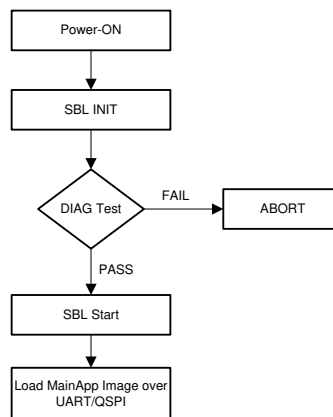 Power-ON
SBL INIT
DIAG Test
FAIL
ABORT
PASS
SBL Start
Load MainApp Image over
UART/QSPI